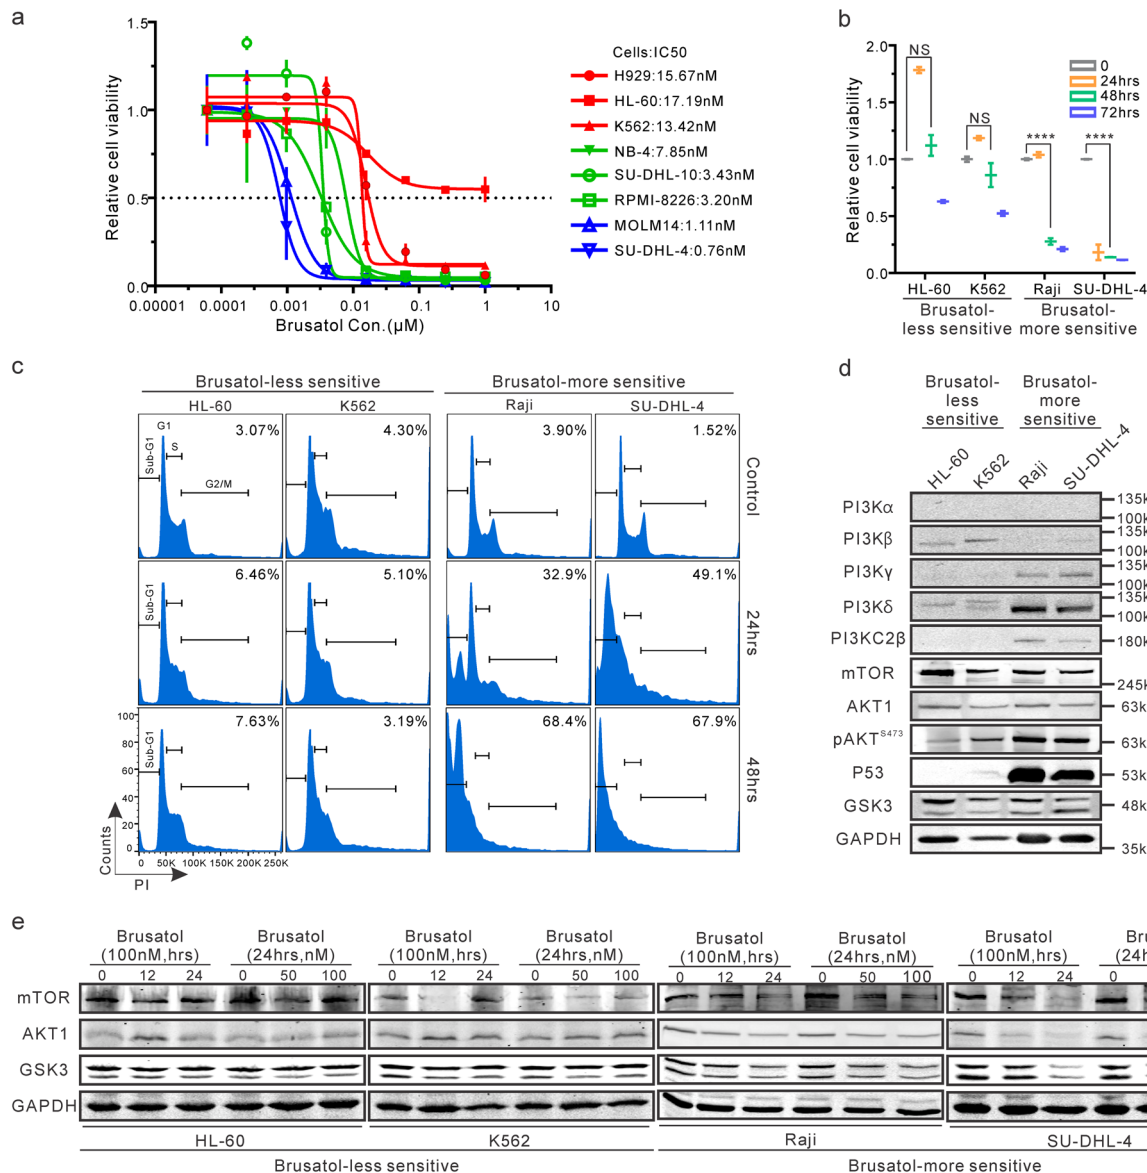 a
1.5
1.0
0.5
0.0
Relative cell viability
0.00001
0.0001
0.001
0.01
0.1
1
10
Brusatol Con.(μM)
Cells:IC50
H929:15.67nM
HL-60:17.19nM
K562:13.42nM
NB-4:7.85nM
SU-DHL-10:3.43nM
RPMI-8226:3.20nM
MOLM14:1.11nM
SU-DHL-4:0.76nM
b
2.0
1.5
1.0
0.5
0.0
Relative cell viability
NS
NS
****
****
0
24hrs
48hrs
72hrs
HL-60 K562 Raji SU-DHL-4
Brusatol-
less sensitive
Brusatol-
more sensitive
c
Brusatol-less sensitive
Brusatol-more sensitive
HL-60
K562
Raji
SU-DHL-4
G1
Sub-G1
S
G2/M
3.07%
4.30%
3.90%
1.52%
Control
Sub-G1
6.46%
5.10%
32.9%
49.1%
24hrs
Sub-G1
7.63%
3.19%
68.4%
67.9%
48hrs
100
80
60
40
20
0
0 50K 100K 150K 200K 250K
Counts
PI
d
Brusatol-
less
sensitive
Brusatol-
more
sensitive
HL-60
K562
Raji
SU-DHL-4
PI3Kα
135k
100k
PI3Kβ
135k
100k
PI3Kγ
135k
100k
PI3Kδ
135k
100k
PI3KC2β
180k
mTOR
245k
AKT1
63k
pAKTS473
63k
P53
53k
GSK3
48k
GAPDH
35k
e
Brusatol
(100nM,hrs)
Brusatol
(24hrs,nM)
Brusatol
(100nM,hrs)
Brusatol
(24hrs,nM)
Brusatol
(100nM,hrs)
Brusatol
(24hrs,nM)
Brusatol
(100nM,hrs)
Bru
(24h
0 12 24 0 50 100
0 12 24 0 50 100
0 12 24 0 50 100
0 12 24 0
mTOR
AKT1
GSK3
GAPDH
HL-60
K562
Raji
SU-DHL-4
Brusatol-less sensitive
Brusatol-more sensitive